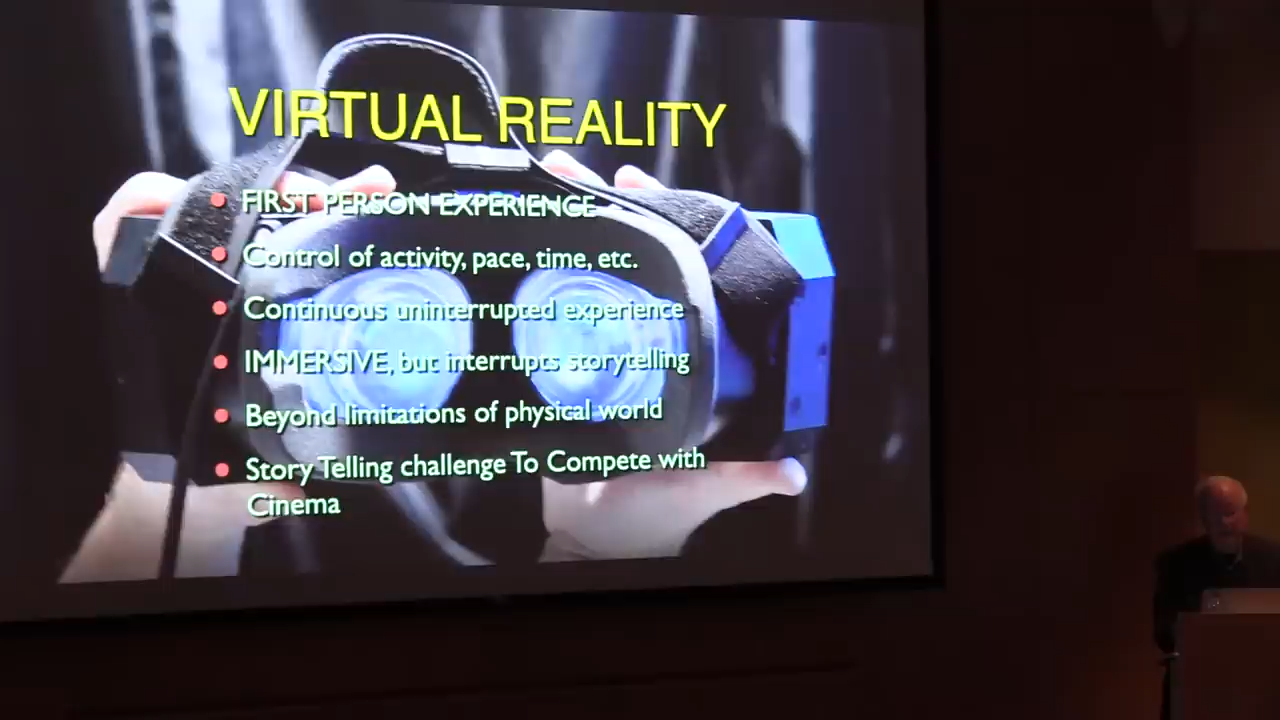 VIRTUAL REALITY
FIRST PERSON EXPERIENCE
Control of activity, pace, time, etc.
Continuous uninterrupted experience
IMMERSIVE, but interrupts storytelling
Beyond limitations of physical world
Story Telling challenge To Compete with
Cinema